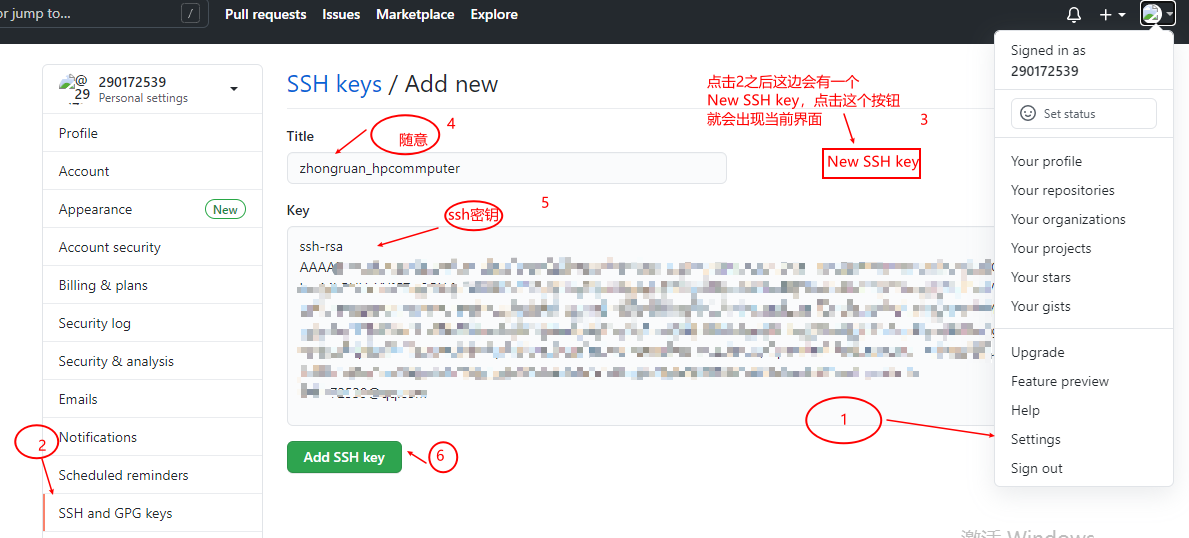 or jump to...
/
Pull requests
Issues
Marketplace
Explore
290172539
Personal settings
Profile
Account
Appearance
New
Account security
Billing & plans
Security log
Security & analysis
Emails
Notifications
Scheduled reminders
SSH and GPG keys
2
SSH keys / Add new
Title
随意
4
zhongruan_hpcommputer
Key
ssh密钥
5
ssh-rsa
AAAA
Add SSH key
6
点击2之后这边会有一个
New SSH key，点击这个按钮
就会出现当前界面
3
New SSH key
1
Signed in as
290172539
Set status
Your profile
Your repositories
Your organizations
Your projects
Your stars
Your gists
Upgrade
Feature preview
Help
Settings
Sign out
激活 Windows